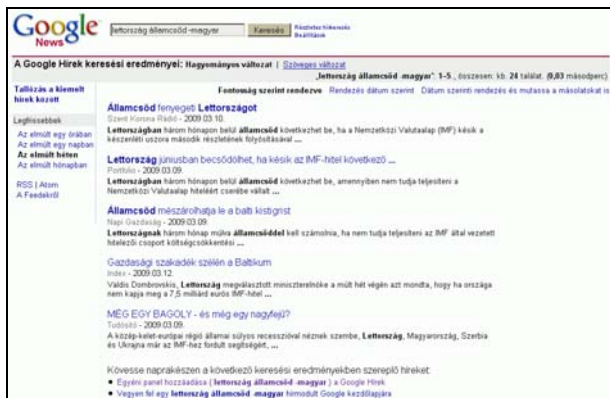 Google
News
lettország államcsőd -magyar
Keresés
Részletes hírkeresés
Beállítások
A Google Hírek keresési eredményei: Hagyományos változat | Szöveges változat
„lettország államcsőd -magyar": 1–5., összesen: kb. 24 találat. (0,03 másodperc)
Tallózás a kiemelt hírek között
Fontosság szerint rendezve Rendezés dátum szerint Dátum szerinti rendezés és mutassa a másolatokat is
Legfrissebbek
Az elmúlt egy órában
Az elmúlt egy napban
Az elmúlt héten
Az elmúlt hónapban
RSS | Atom
A Feedekről
Államcsőd fenyegeti Lettországot
Szent Korona Rádió - 2009.03.10.
Lettországban három hónapon belül államcsőd következhet be, ha a Nemzetközi Valutaalap (IMF) késik a
készenléti uszora második részletének folyósításával ...
Lettország júniusban becsődölhet, ha késik az IMF-hitel következő ...
Portfolio - 2009.03.09.
Lettországban három hónapon belül államcsőd következhet be, amennyiben nem tudja teljesíteni a
Nemzetközi Valutaalap hiteléért cserébe vállalt ...
Államcsőd mészárolhatja le a balti kistigrist
Napi Gazdaság - 2009.03.09.
Lettországnak három hónap múlva államcsőddel kell számolnia, ha nem tudja teljesíteni az IMF által vezetett
hitelezői csoport költségcsökkentési ...
Gazdasági szakadék szélén a Baltikum
Index - 2009.03.12.
Valdis Dombrovskis, Lettország megválasztott miniszterelnöke a múlt hét végén azt mondta, hogy ha országa
nem kapja meg a 7,5 milliárd eurós IMF-hitel ...
MÉG EGY BAGOLY - és még egy nagyfejű?
Tudósító - 2009.03.09.
A közép-kelet-európai régió államai súlyos recesszióval néznek szembe, Lettország, Magyarország, Szerbia
és Ukrajna már az IMF-hez fordult segítségért, ...
Kövesse naprakészen a következő keresési eredményekben szereplő híreket:
Egyéni panel hozzáadása ( lettország államcsőd -magyar ) a Google Hírek
Vegyen fel egy lettország államcsőd -magyar hírmodult Google kezdőlapjára